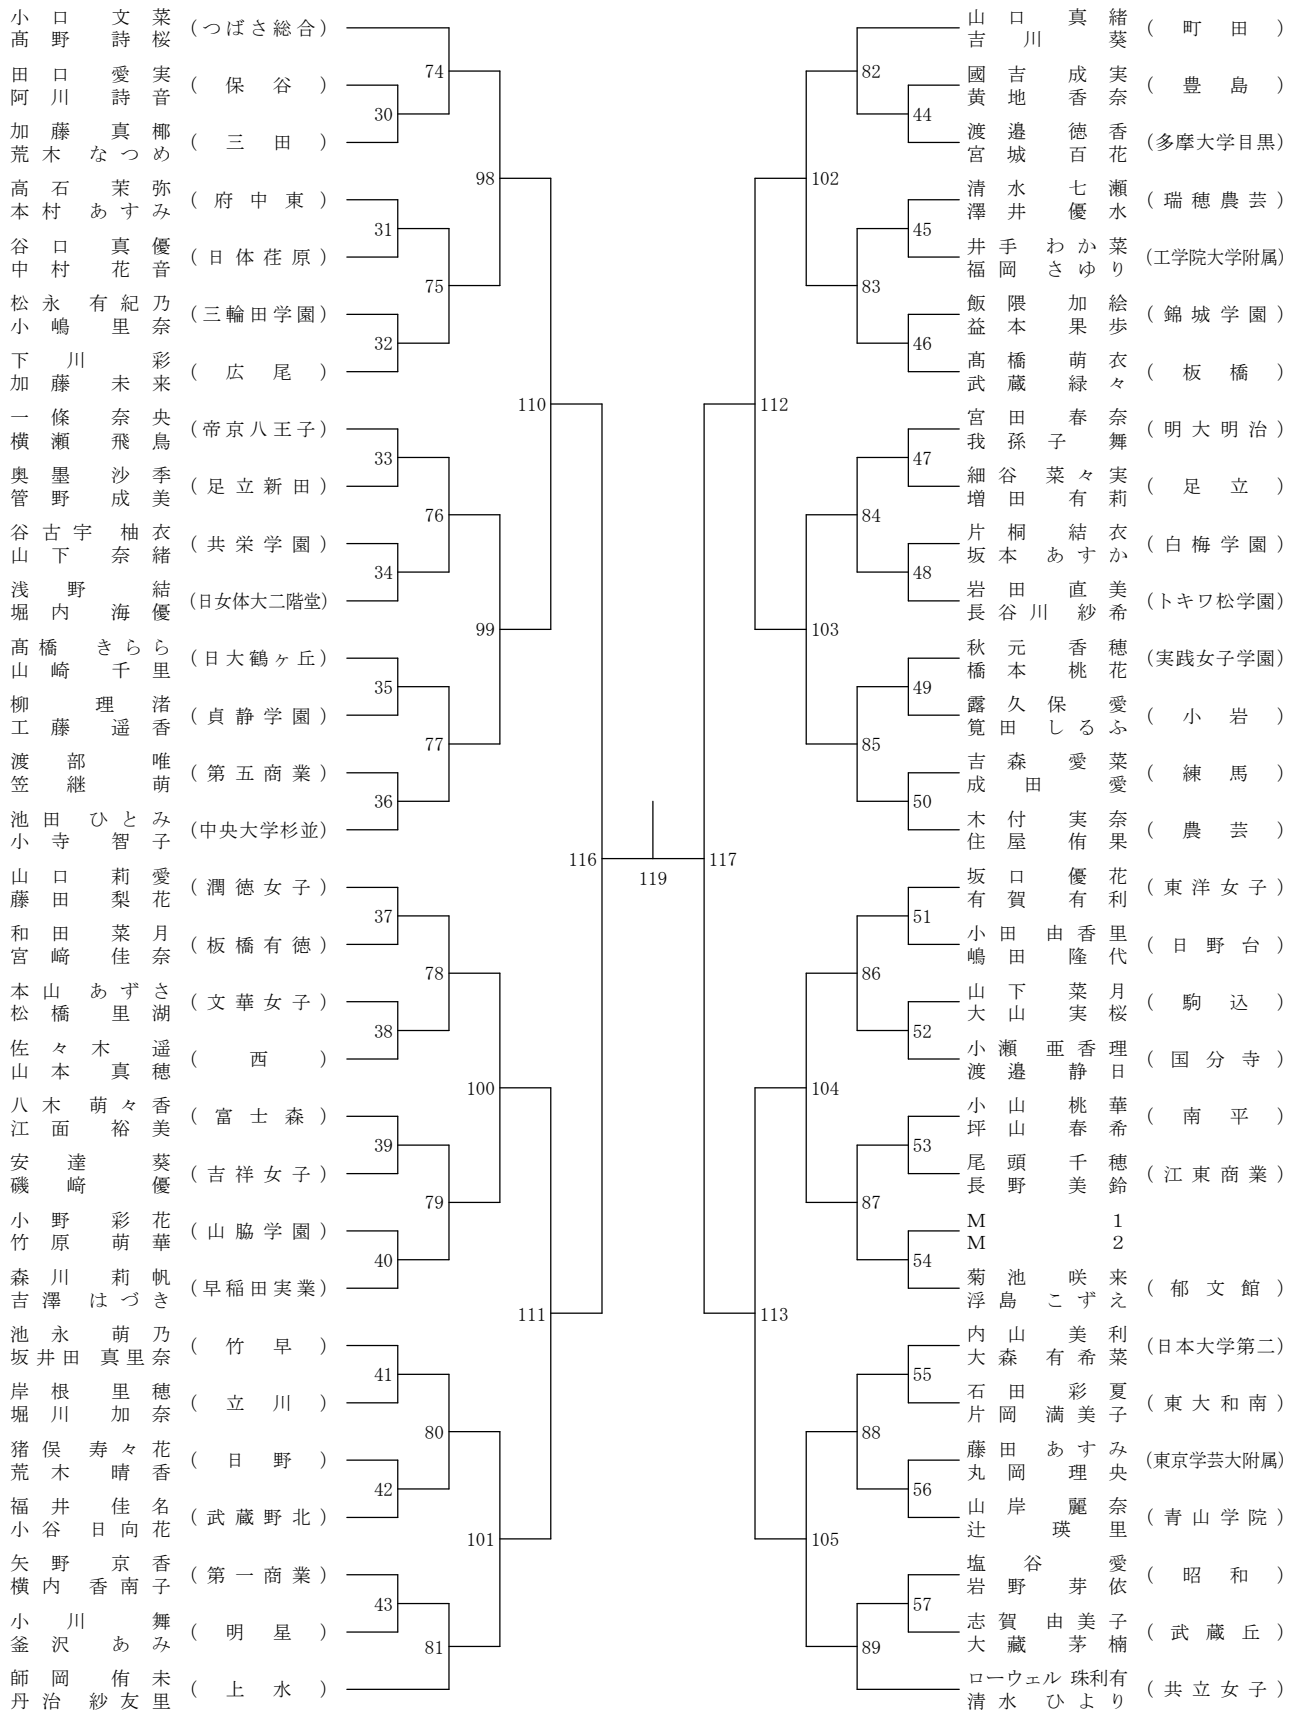 小口 文菜
髙野 詩桜
(つばさ総合)
田口 愛実
阿川 詩音
(保谷)
加藤 真椰
荒木 なつめ
(三田)
高石 茉弥
本村 あすみ
(府中東)
谷口 真優
中村 花音
(日体荏原)
松永 有紀乃
小嶋 里奈
(三輪田学園)
下川 彩
加藤 未来
(広尾)
一條 奈央
横瀬 飛鳥
(帝京八王子)
奥墨 沙季
管野 成美
(足立新田)
谷古宇 柚衣
山下 奈緒
(共栄学園)
浅野 結
堀内 海優
(日女体大二階堂)
髙橋 きらら
山崎 千里
(日大鶴ヶ丘)
柳 理渚
工藤 遥香
(貞静学園)
渡部 唯
笠継 萌
(第五商業)
池田 ひとみ
小寺 智子
(中央大学杉並)
山口 莉愛
藤田 梨花
(潤徳女子)
和田 菜月
宮﨑 佳奈
(板橋有徳)
本山 あずさ
松橋 里湖
(文華女子)
佐々木 遥
山本 真穂
(西)
八木 萌々香
江面 裕美
(富士森)
安達 葵
磯﨑 優
(吉祥女子)
小野 彩花
竹原 萌華
(山脇学園)
森川 莉帆
吉澤 はづき
(早稲田実業)
池永 萌乃
坂井田 真里奈
(竹早)
岸根 里穂
堀川 加奈
(立川)
猪俣 寿々花
荒木 晴香
(日野)
福井 佳名
小谷 日向花
(武蔵野北)
矢野 京香
横内 香南子
(第一商業)
小川 舞
釜沢 あみ
(明星)
師岡 侑未
丹治 紗友里
(上水)
30
31
32
33
34
35
36
37
38
39
40
41
42
43
74
75
76
77
78
79
80
81
98
99
100
101
110
111
116
119
117
112
113
102
103
104
105
82
83
84
85
86
87
88
89
44
45
46
47
48
49
50
51
52
53
54
55
56
57
山口 真緒
吉川 葵
(町田)
國吉 成実
黄地 香奈
(豊島)
渡邉 徳香
宮城 百花
(多摩大学目黒)
清水 七瀬
澤井 優水
(瑞穂農芸)
井手 わか菜
福岡 さゆり
(工学院大学附属)
飯隈 加絵
益本 果歩
(錦城学園)
髙橋 萌衣
武蔵 緑々
(板橋)
宮田 春奈
我孫子 舞
(明大明治)
細谷 菜々実
増田 有莉
(足立)
片桐 結衣
坂本 あすか
(白梅学園)
岩田 直美
長谷川 紗希
(トキワ松学園)
秋元 香穂
橋本 桃花
(実践女子学園)
露久保 愛
筧田 しるふ
(小岩)
吉森 愛菜
成田 愛
(練馬)
木付 実奈
住屋 侑果
(農芸)
坂口 優花
有賀 有利
(東洋女子)
小田 由香里
嶋田 隆代
(日野台)
山下 菜月
大山 実桜
(駒込)
小瀬 亜香理
渡邉 静日
(国分寺)
小山 桃華
坪山 春希
(南平)
尾頭 千穂
長野 美鈴
(江東商業)
M 1
M 2
菊池 咲来
浮島 こずえ
(郁文館)
内山 美利
大森 有希菜
(日本大学第二)
石田 彩夏
片岡 満美子
(東大和南)
藤田 あすみ
丸岡 理央
(東京学芸大附属)
山岸 麗奈
辻 瑛里
(青山学院)
塩谷 愛
岩野 芽依
(昭和)
志賀 由美子
大蔵 茅楠
(武蔵丘)
ローウェル 珠利有
清水 ひより
(共立女子)